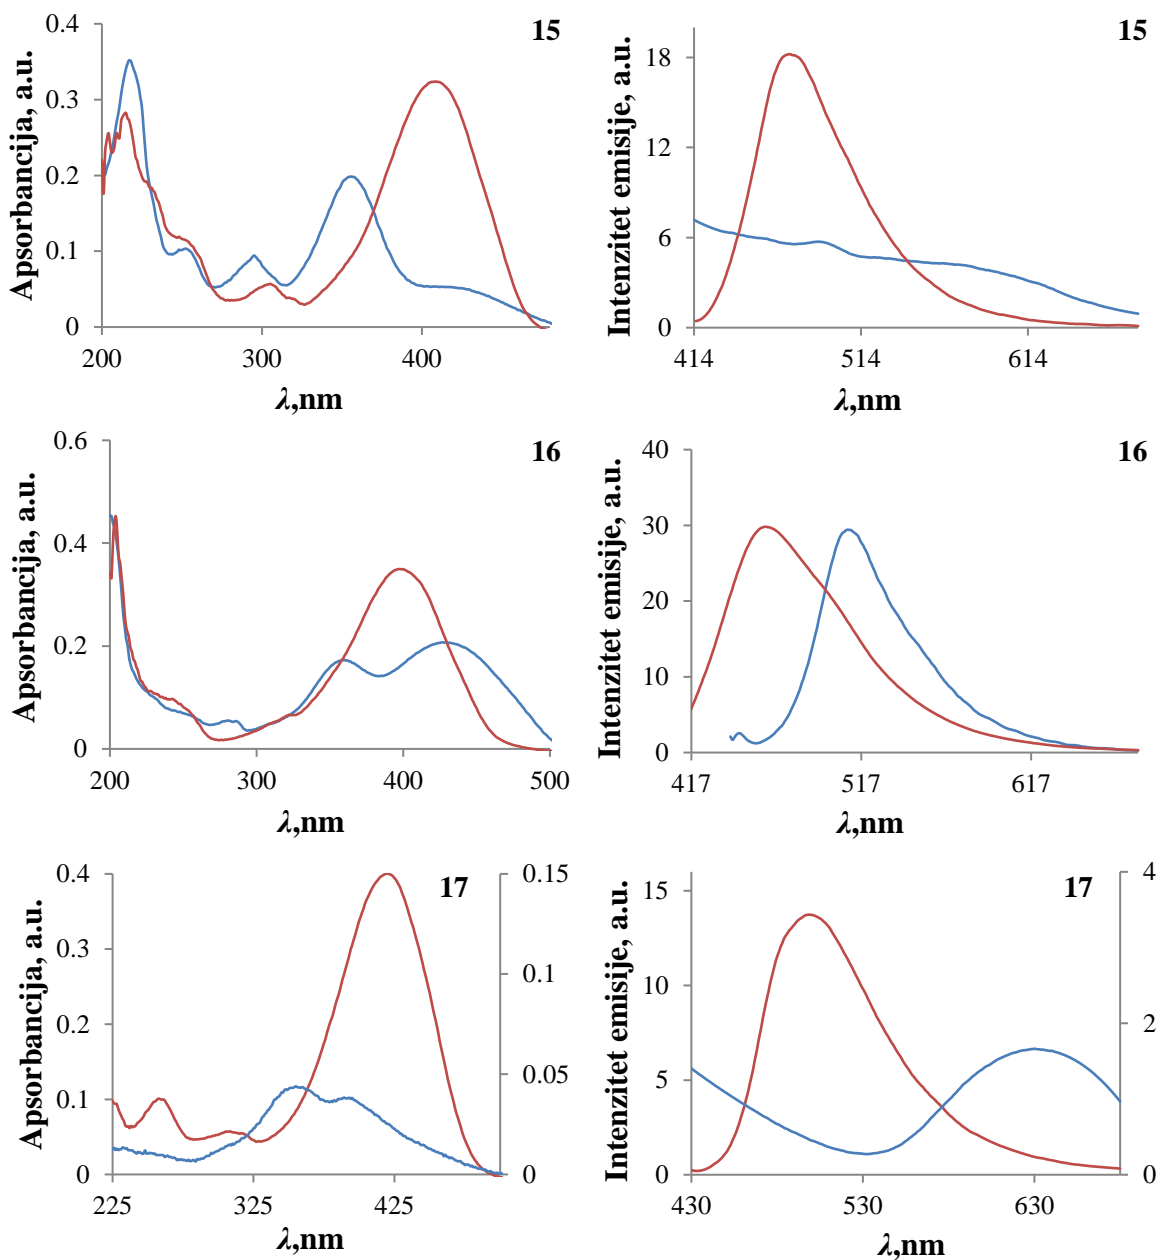 15
Apsorbancija, a.u.
0.4
0.3
0.2
0.1
0
200 300 400
λ,nm
15
Intenzitet emisije, a.u.
18
12
6
0
414 514 614
λ,nm
16
Apsorbancija, a.u.
0.6
0.4
0.2
0
200 300 400 500
λ,nm
16
Intenzitet emisije, a.u.
40
30
20
10
0
417 517 617
λ,nm
17
Apsorbancija, a.u.
0.4
0.3
0.2
0.1
0
0.15
0.1
0.05
0
225 325 425
λ,nm
17
Intenzitet emisije, a.u.
15
10
5
0
4
2
0
430 530 630
λ,nm